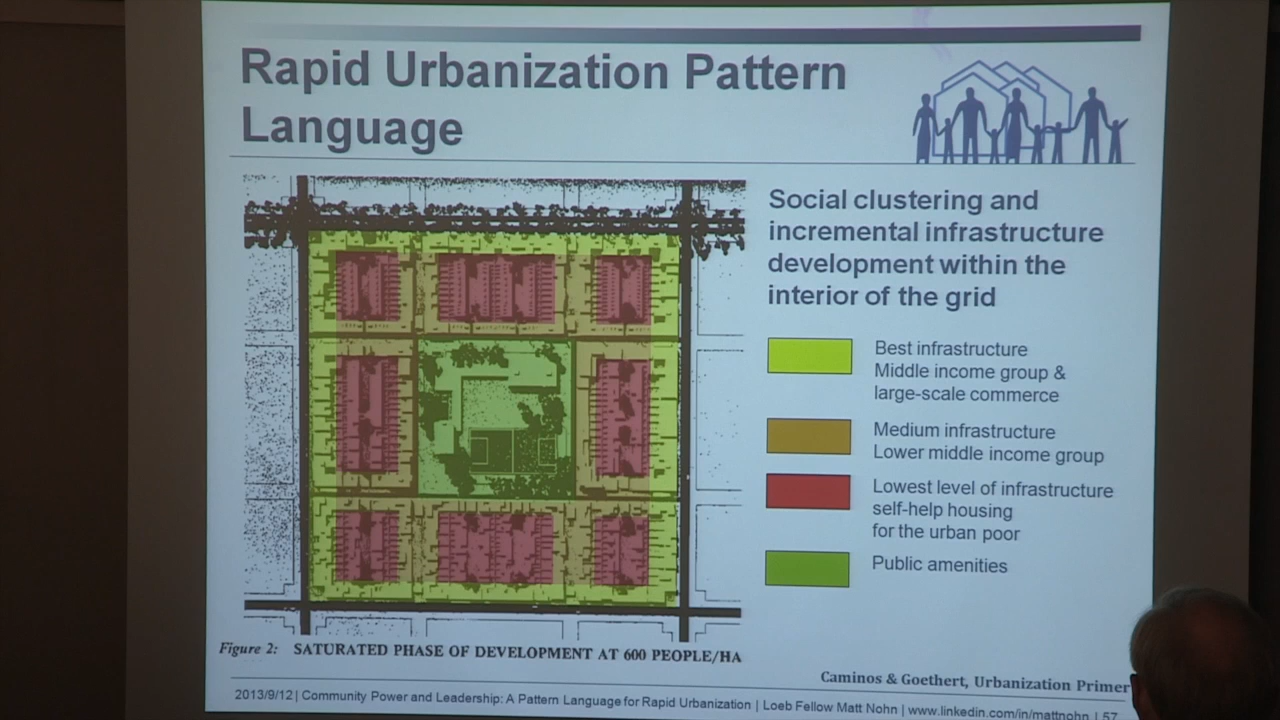 Rapid Urbanization Pattern
Language
Social clustering and
incremental infrastructure
development within the
interior of the grid
Best infrastructure
Middle income group &
large-scale commerce
Medium infrastructure
Lower middle income group
Lowest level of infrastructure
self-help housing
for the urban poor
Public amenities
Figure 2: SATURATED PHASE OF DEVELOPMENT AT 600 PEOPLE/HA
Caminos & Goethert, Urbanization Primer
2013/9/12 | Community Power and Leadership: A Pattern Language for Rapid Urbanization | Loeb Fellow Matt Nohn | www.linkedin.com/in/mattnohn | 57